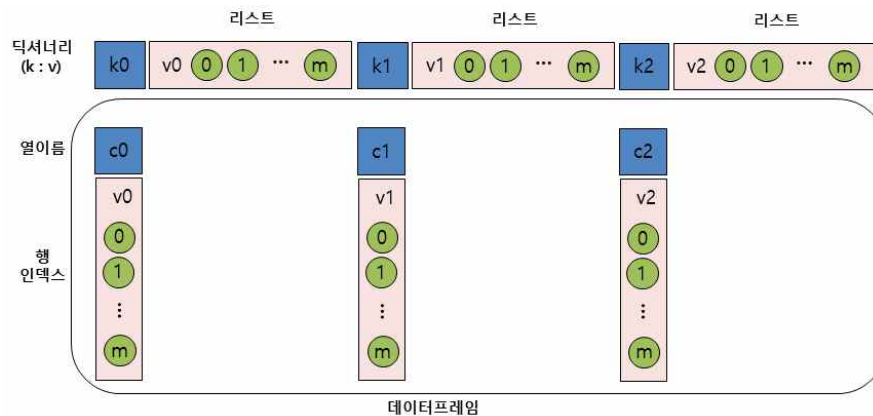 리스트 리스트 리스트
딕셔너리
(k : v)
k0 v0 0 1 ··· m k1 v1 0 1 ··· m k2 v2 0 1 ··· m
열이름 c0 c1 c2
v0 v1 v2
0 0 0
행
인덱스
1 1 1
⋮ ⋮ ⋮
m m m
데이터프레임